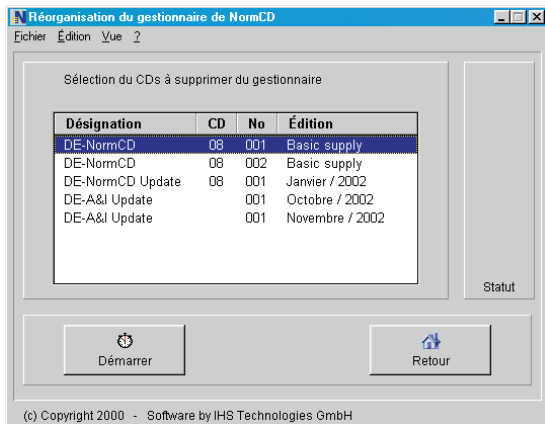 Réorganisation du gestionnaire de NormCD
Fichier Édition Vue ?
Sélection du CDs à supprimer du gestionnaire
Désignation CD No Édition
DE-NormCD 08 001 Basic supply
DE-NormCD 08 002 Basic supply
DE-NormCD Update 08 001 Janvier / 2002
DE-A&I Update 001 Octobre / 2002
DE-A&I Update 001 Novembre / 2002
Statut
Démarrer Retour
(c) Copyright 2000 - Software by IHS Technologies GmbH